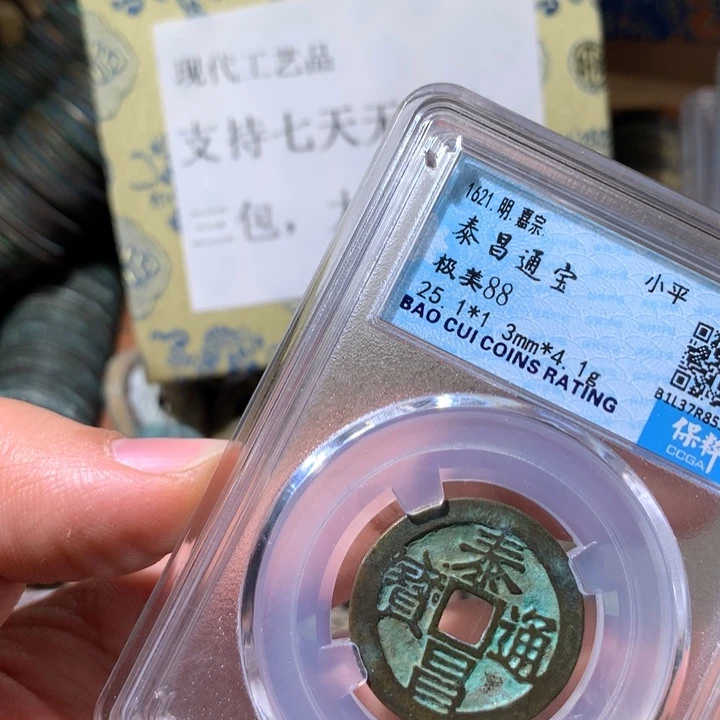 现代工艺品
支持七天无
三包，
1621.明.嘉宗
泰昌通宝
小平
极美88
25.1*1.3mm*4.1g
BAO CUI COINS RATING
B1L37R85
保粹
CCGA
泰昌通寳